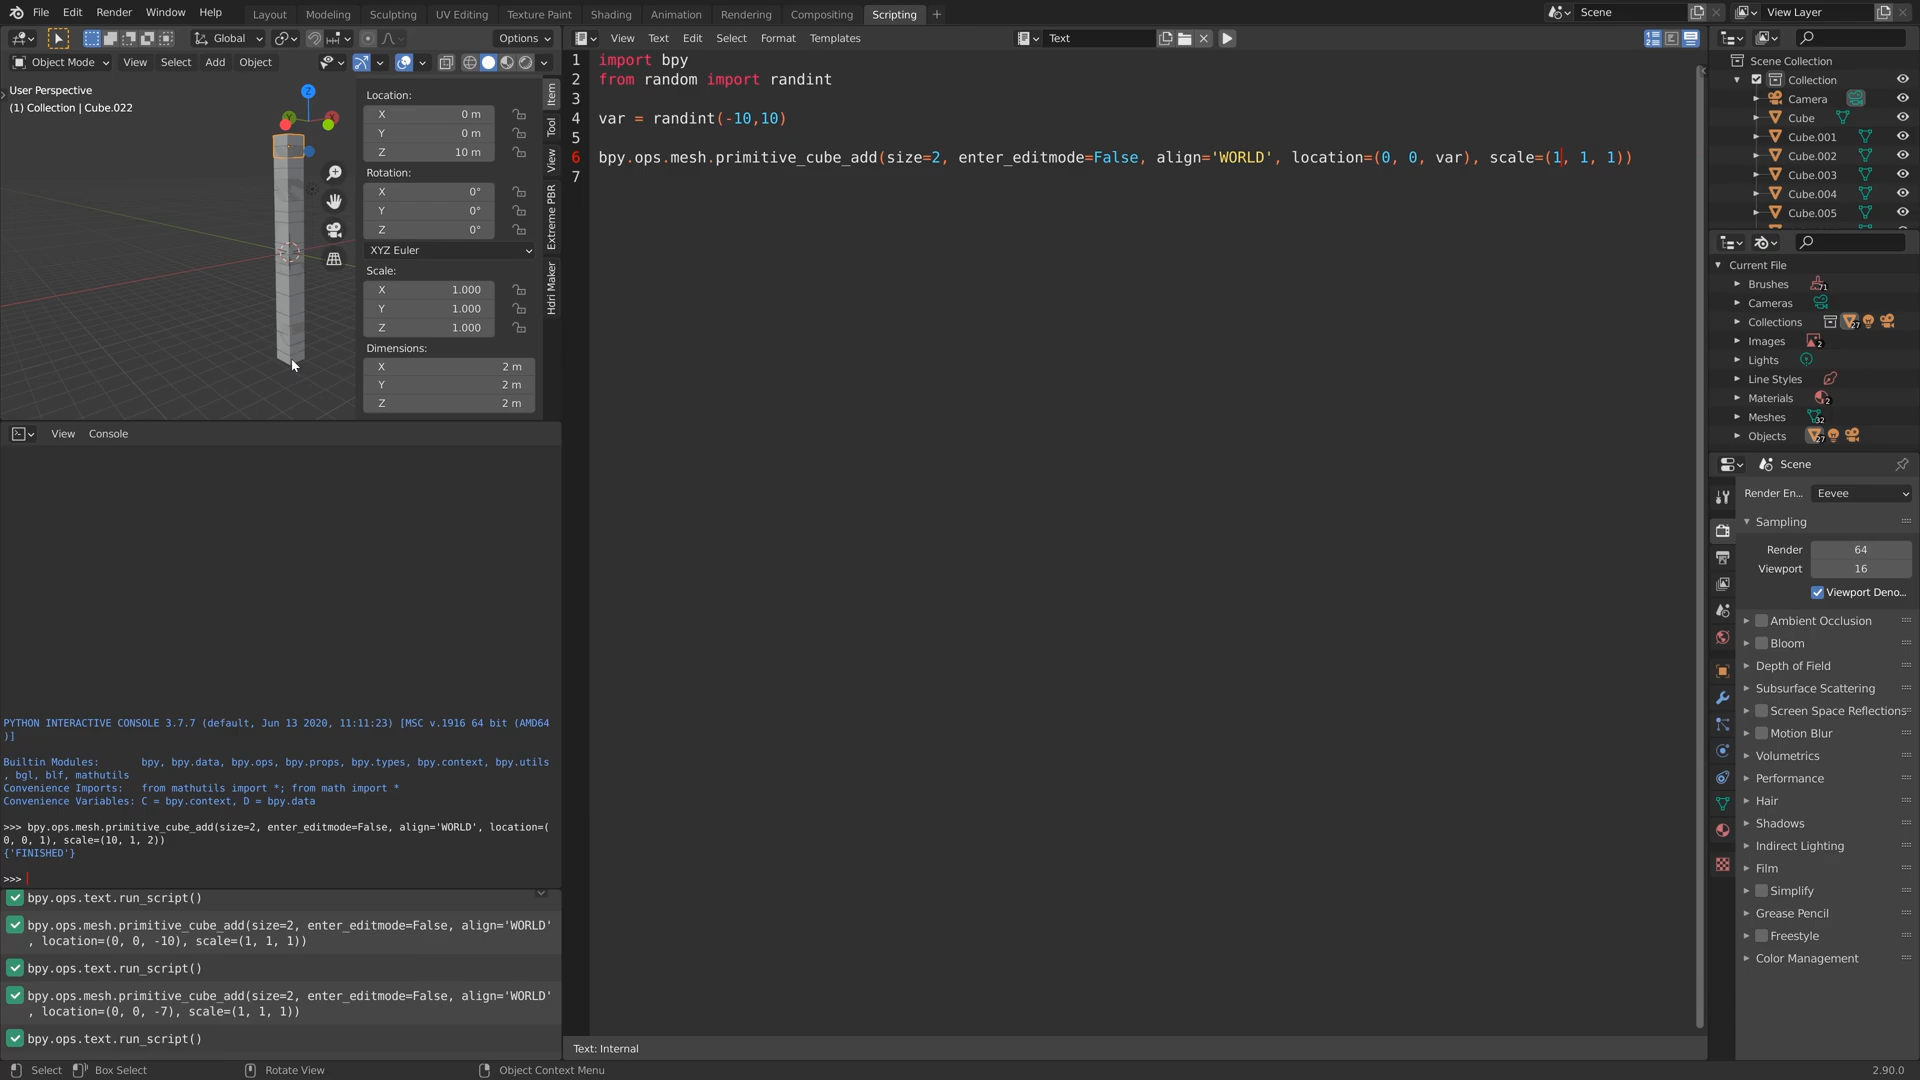 File Edit Render Window Help Layout Modeling Sculpting UV Editing Texture Paint Shading Animation Rendering Compositing Scripting + Scene View Layer
Global Options View Text Edit Select Format Templates Text
Object Mode View Select Add Object
User Perspective
(1) Collection | Cube.022
Z
Location:
X 0 m
Y 0 m
Z 10 m
Rotation:
X 0°
Y 0°
Z 0°
XYZ Euler
Scale:
X 1.000
Y 1.000
Z 1.000
Dimensions:
X 2 m
Y 2 m
Z 2 m
Item
Tool
View
Extreme PBR
Hdri Maker
1 import bpy
2 from random import randint
3
4 var = randint(-10,10)
5
6 bpy.ops.mesh.primitive_cube_add(size=2, enter_editmode=False, align='WORLD', location=(0, 0, var), scale=(1, 1, 1))
7
Text: Internal
View Console
PYTHON INTERACTIVE CONSOLE 3.7.7 (default, Jun 13 2020, 11:11:23) [MSC v.1916 64 bit (AMD64
)]
Builtin Modules: bpy, bpy.data, bpy.ops, bpy.props, bpy.types, bpy.context, bpy.utils
, bgl, blf, mathutils
Convenience Imports: from mathutils import *; from math import *
Convenience Variables: C = bpy.context, D = bpy.data
>>> bpy.ops.mesh.primitive_cube_add(size=2, enter_editmode=False, align='WORLD', location=(
0, 0, 1), scale=(10, 1, 2))
{'FINISHED'}
>>>
bpy.ops.text.run_script()
bpy.ops.mesh.primitive_cube_add(size=2, enter_editmode=False, align='WORLD'
, location=(0, 0, -10), scale=(1, 1, 1))
bpy.ops.text.run_script()
bpy.ops.mesh.primitive_cube_add(size=2, enter_editmode=False, align='WORLD'
, location=(0, 0, -7), scale=(1, 1, 1))
bpy.ops.text.run_script()
Scene Collection
Collection
Camera
Cube
Cube.001
Cube.002
Cube.003
Cube.004
Cube.005
Current File
Brushes 71
Cameras
Collections 27
Images 2
Lights
Line Styles
Materials 2
Meshes 32
Objects 27
Scene
Render En... Eevee
Sampling
Render 64
Viewport 16
Viewport Deno...
Ambient Occlusion
Bloom
Depth of Field
Subsurface Scattering
Screen Space Reflections
Motion Blur
Volumetrics
Performance
Hair
Shadows
Indirect Lighting
Film
Simplify
Grease Pencil
Freestyle
Color Management
Select Box Select Rotate View Object Context Menu 2.90.0